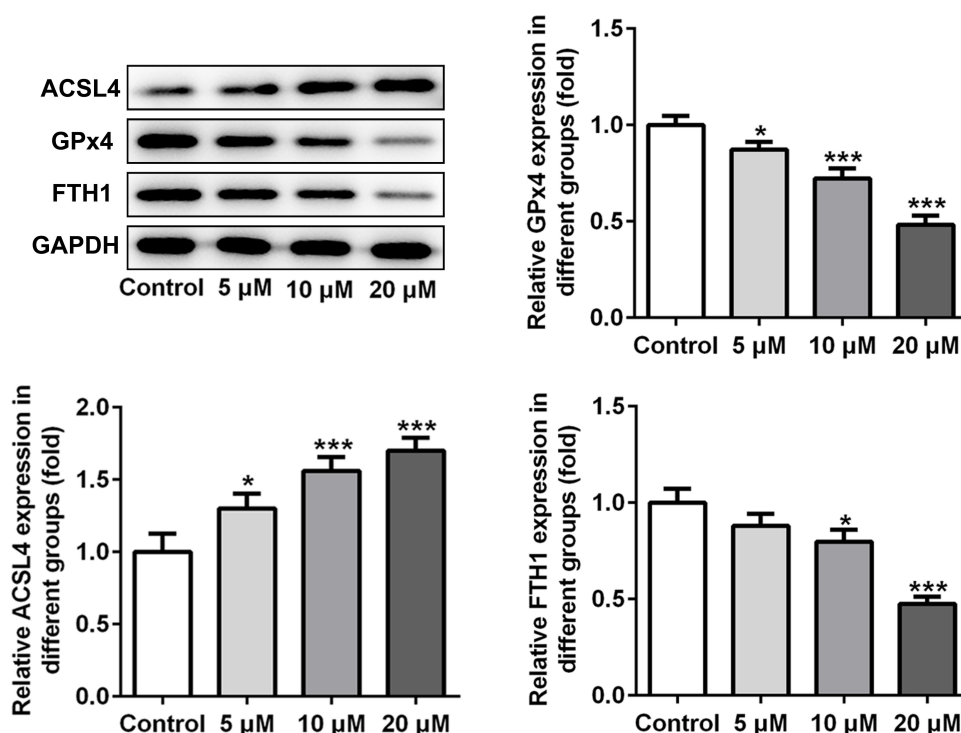 ACSL4
GPx4
FTH1
GAPDH
Control 5 μM 10 μM 20 μM
Relative GPx4 expression in
different groups (fold)
1.5
1.0
0.5
0.0
*
***
***
Control 5 μM 10 μM 20 μM
Relative ACSL4 expression in
different groups (fold)
2.0
1.5
1.0
0.5
0.0
*
***
***
Control 5 μM 10 μM 20 μM
Relative FTH1 expression in
different groups (fold)
1.5
1.0
0.5
0.0
*
***
Control 5 μM 10 μM 20 μM